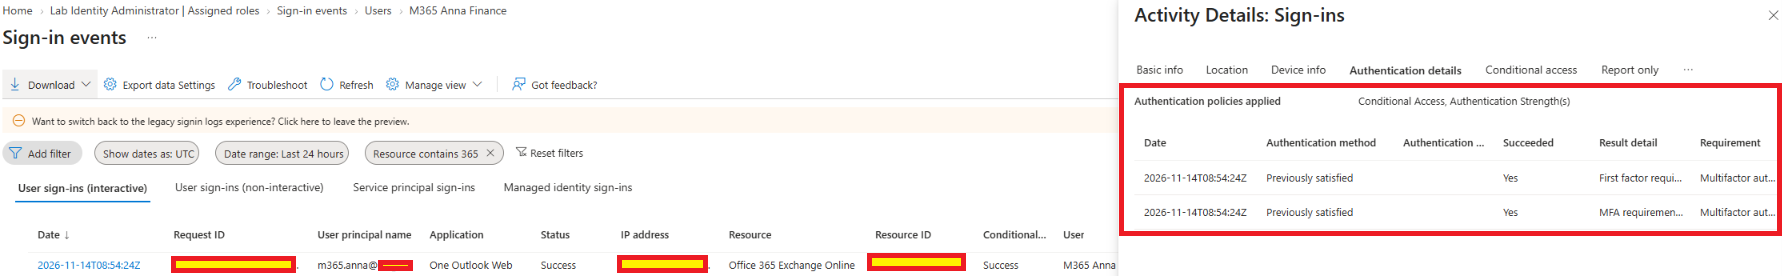 Home > Lab Identity Administrator | Assigned roles > Sign-in events > Users > M365 Anna Finance
Sign-in events ...
Download Export data Settings Troubleshoot Refresh Manage view Got feedback?
Want to switch back to the legacy signin logs experience? Click here to leave the preview.
Add filter Show dates as: UTC Date range: Last 24 hours Resource contains 365 Reset filters
User sign-ins (interactive) User sign-ins (non-interactive) Service principal sign-ins Managed identity sign-ins
Date ↓ Request ID User principal name Application Status IP address Resource Resource ID Conditional... User
2026-11-14T08:54:24Z m365.anna@ One Outlook Web Success Office 365 Exchange Online Success M365 Anna
Activity Details: Sign-ins
Basic info Location Device info Authentication details Conditional access Report only ...
Authentication policies applied Conditional Access, Authentication Strength(s)
Date Authentication method Authentication ... Succeeded Result detail Requirement
2026-11-14T08:54:24Z Previously satisfied Yes First factor requi... Multifactor aut...
2026-11-14T08:54:24Z Previously satisfied Yes MFA requiremen... Multifactor aut...